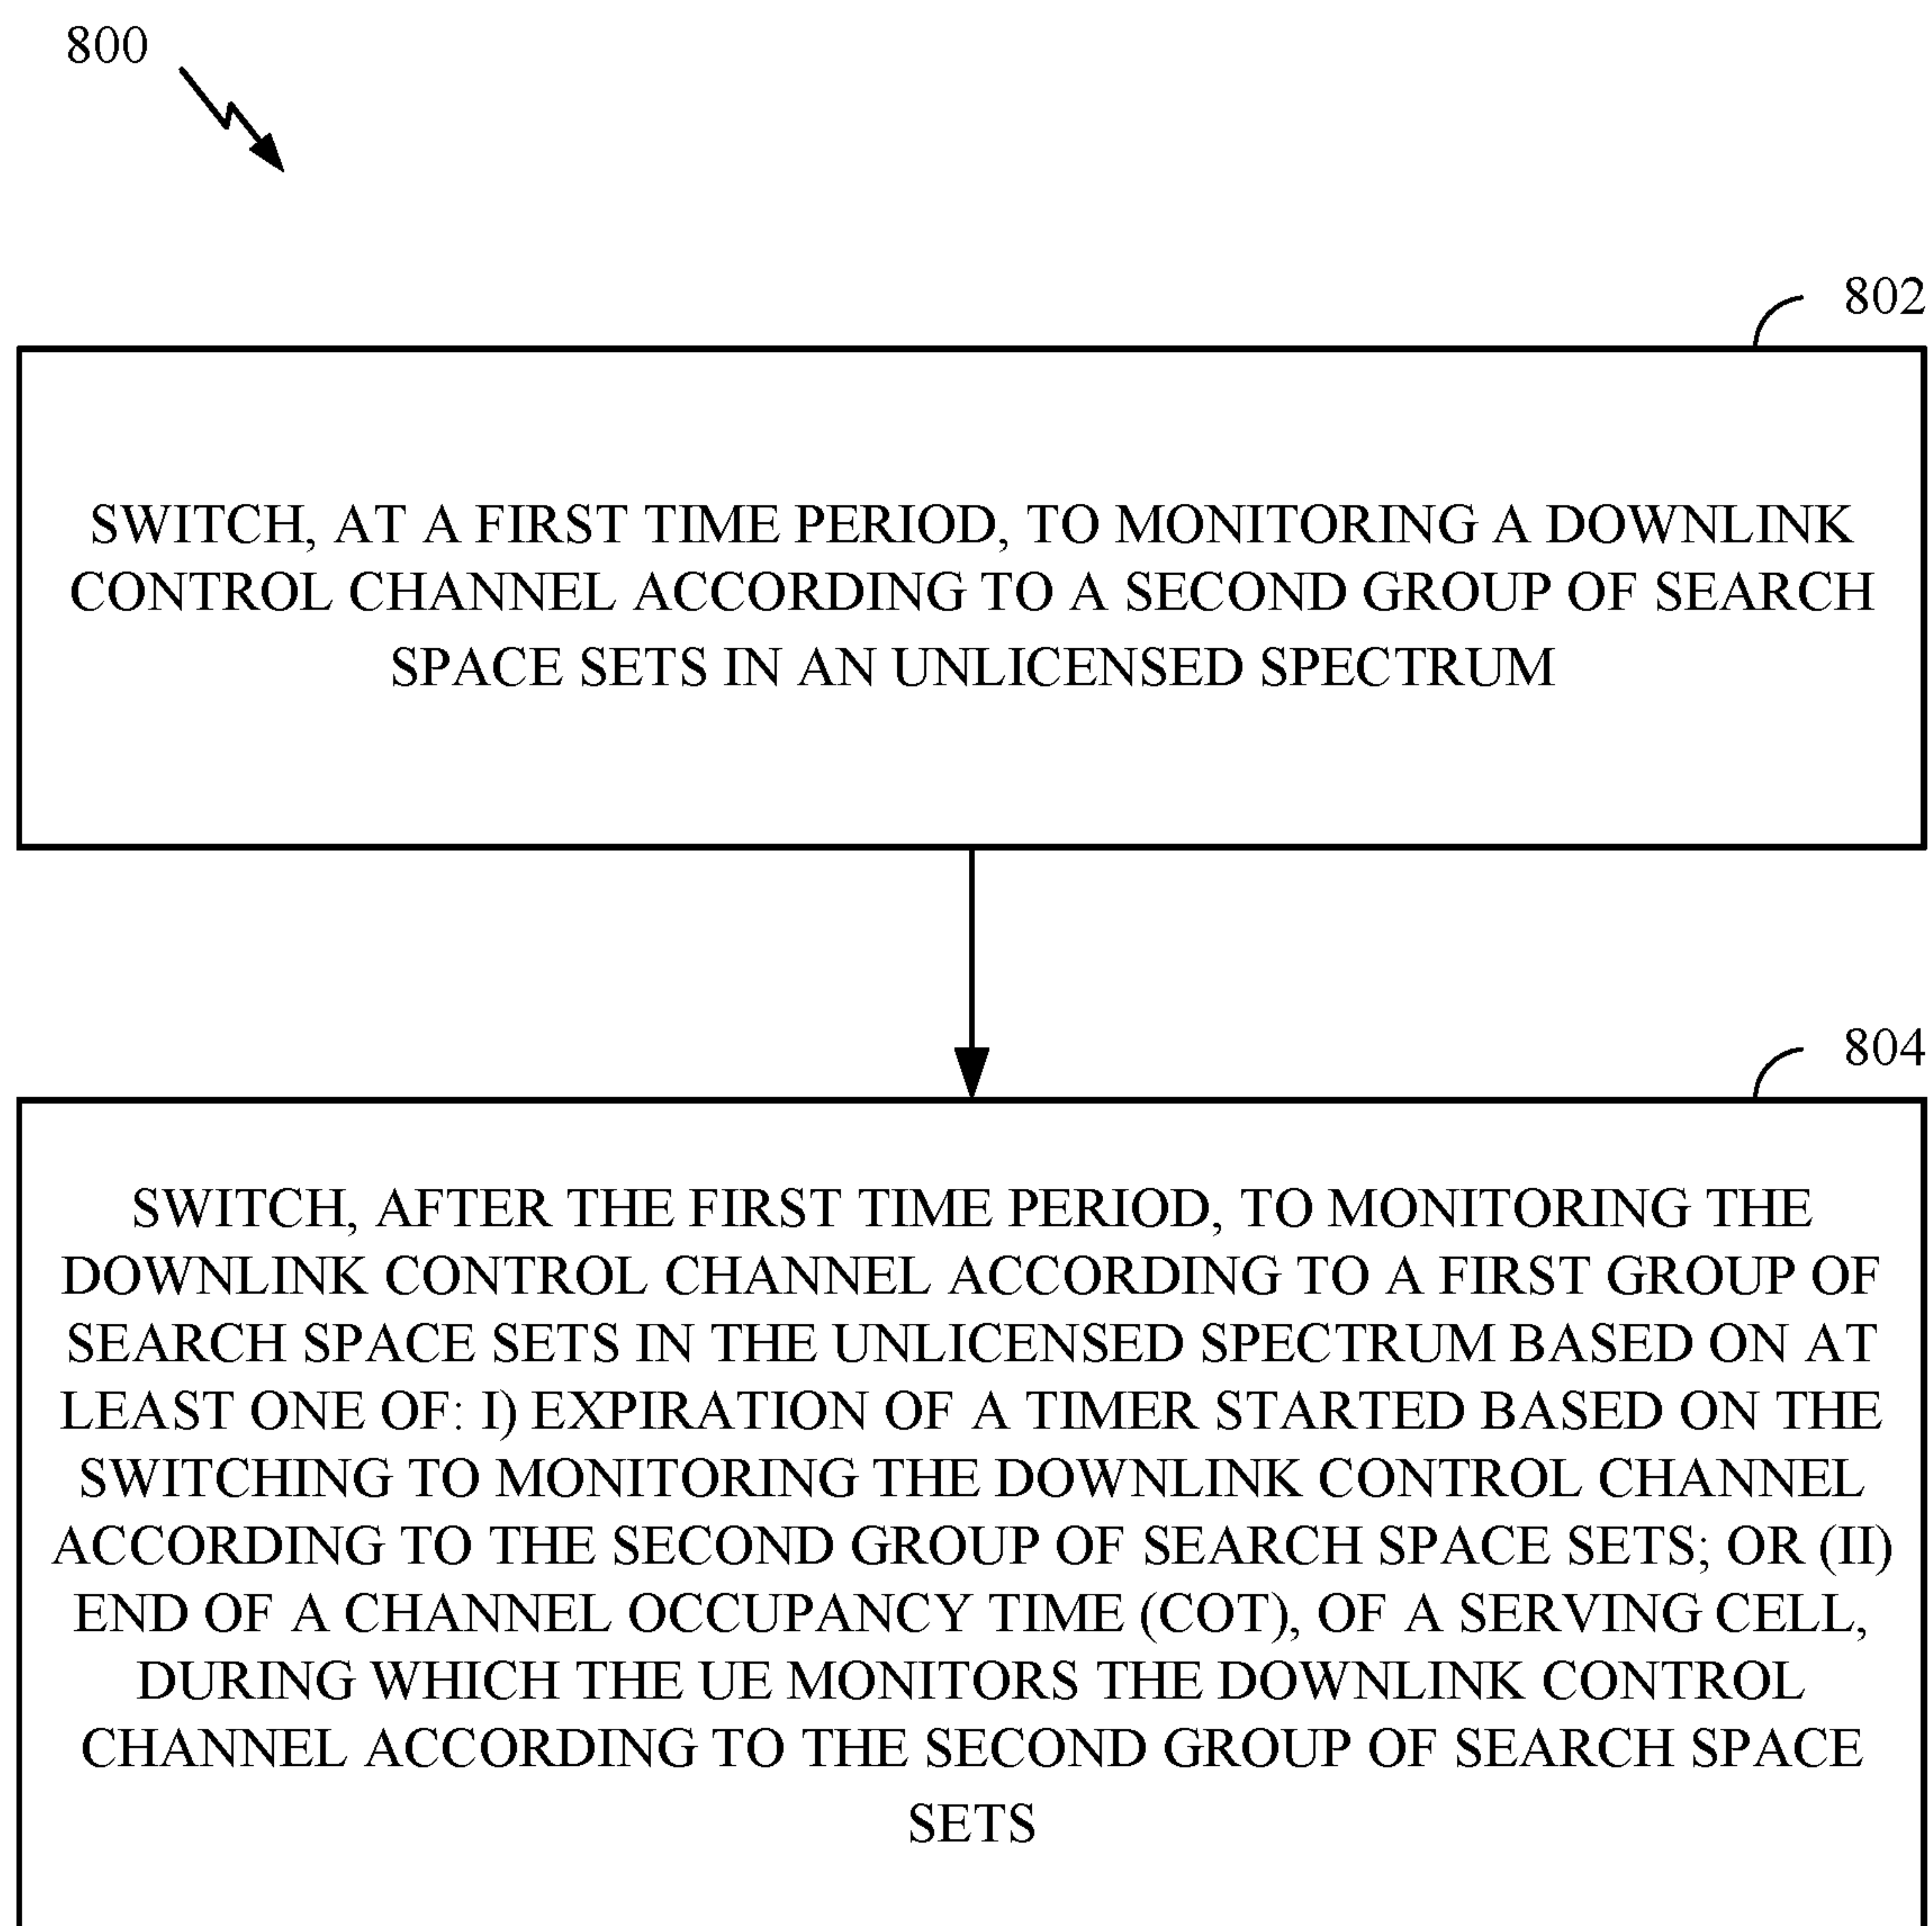 800
802
SWITCH, AT A FIRST TIME PERIOD, TO MONITORING A DOWNLINK
CONTROL CHANNEL ACCORDING TO A SECOND GROUP OF SEARCH
SPACE SETS IN AN UNLICENSED SPECTRUM
804
SWITCH, AFTER THE FIRST TIME PERIOD, TO MONITORING THE
DOWNLINK CONTROL CHANNEL ACCORDING TO A FIRST GROUP OF
SEARCH SPACE SETS IN THE UNLICENSED SPECTRUM BASED ON AT
LEAST ONE OF: I) EXPIRATION OF A TIMER STARTED BASED ON THE
SWITCHING TO MONITORING THE DOWNLINK CONTROL CHANNEL
ACCORDING TO THE SECOND GROUP OF SEARCH SPACE SETS; OR (II)
END OF A CHANNEL OCCUPANCY TIME (COT), OF A SERVING CELL,
DURING WHICH THE UE MONITORS THE DOWNLINK CONTROL
CHANNEL ACCORDING TO THE SECOND GROUP OF SEARCH SPACE
SETS